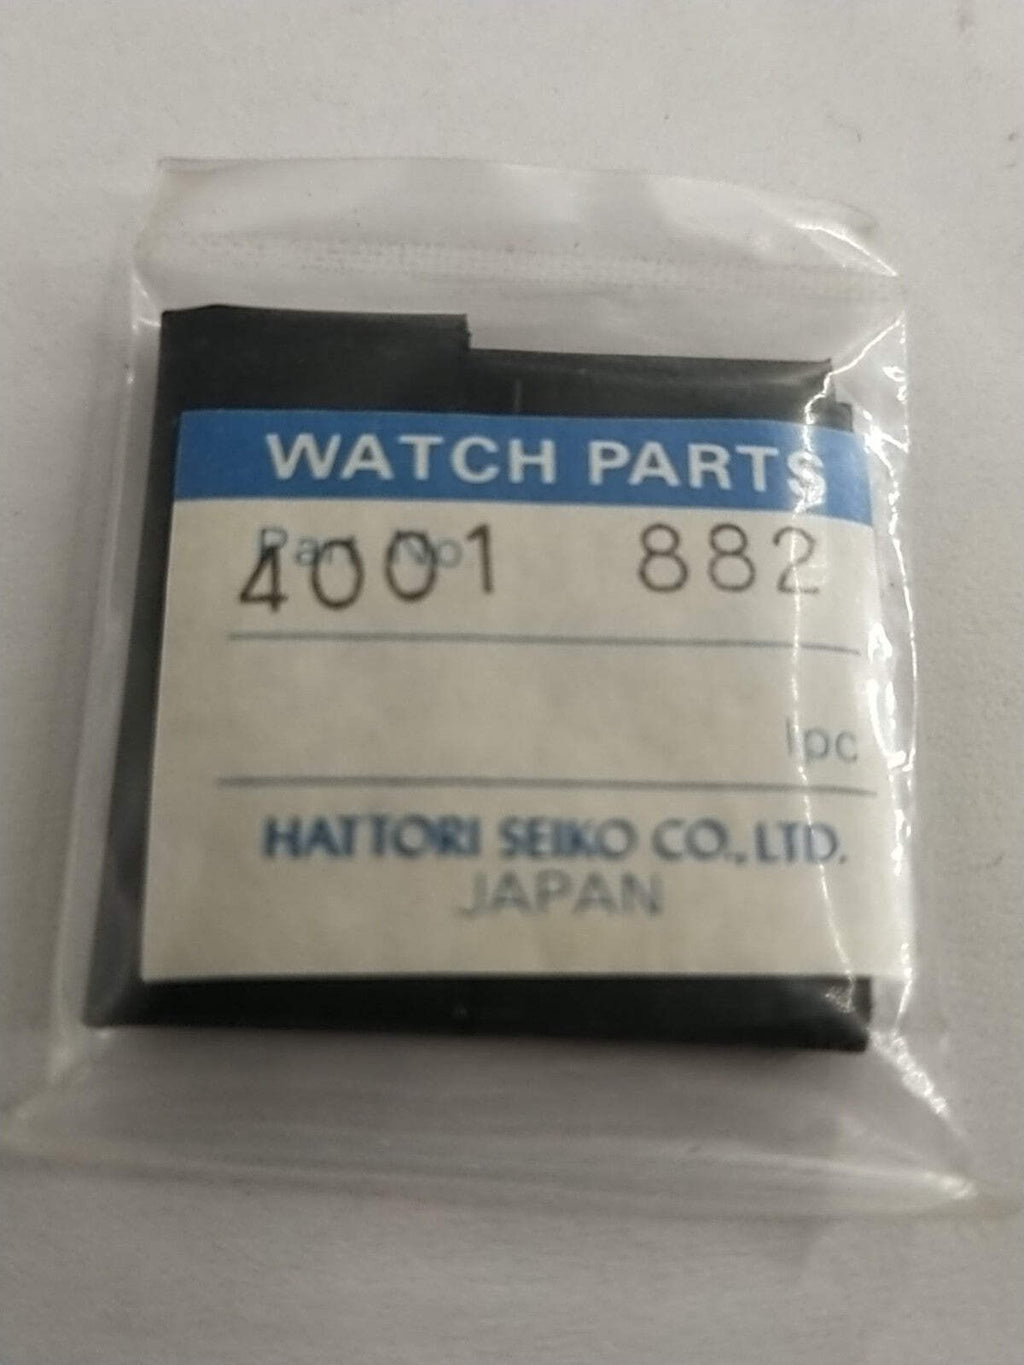 WATCH PARTS
Part No.
4001 882
1pc
HATTORI SEIKO CO., LTD.
JAPAN